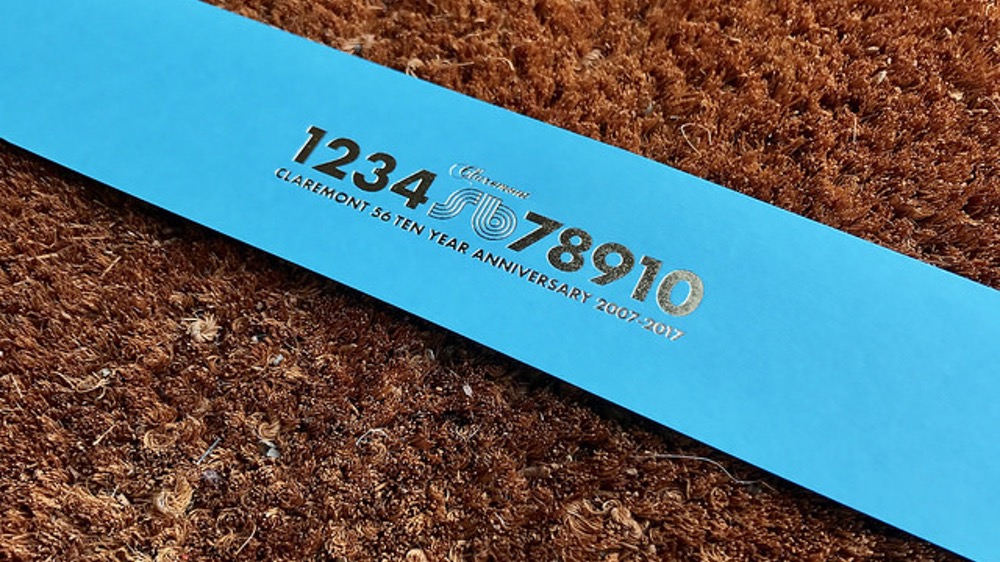 Claremont
1234 56 78910
CLAREMONT 56 TEN YEAR ANNIVERSARY 2007-2017